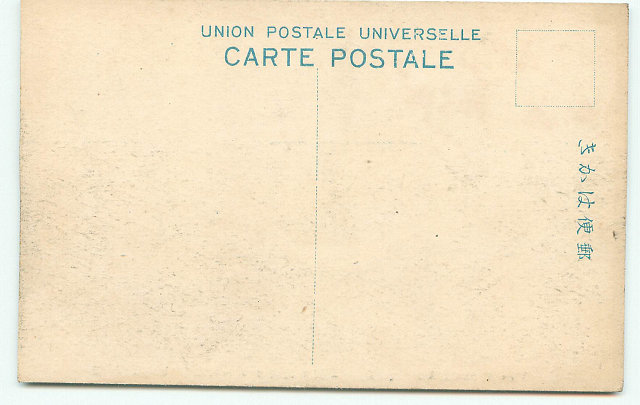 UNION POSTALE UNIVERSELLE
CARTE POSTALE
郵便はかき